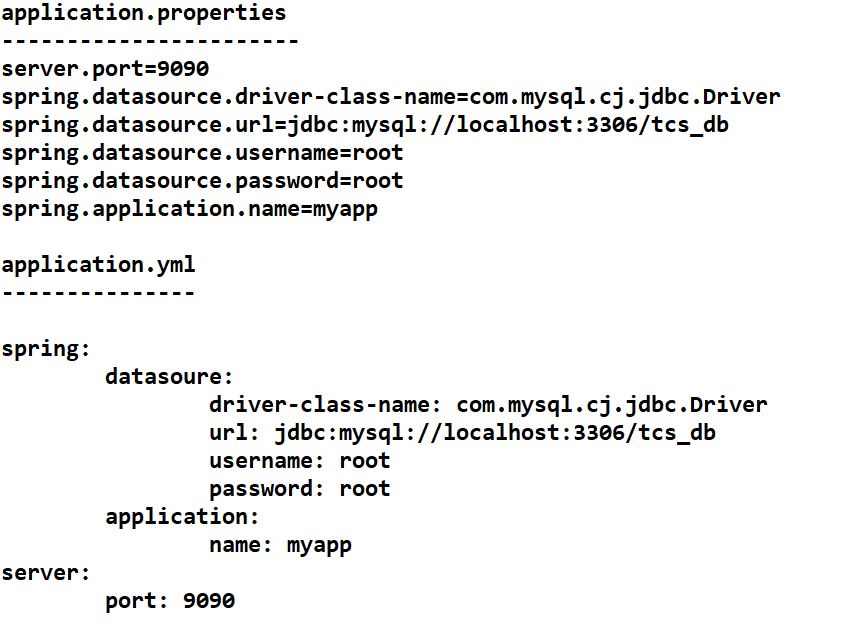 application.properties
-----------------------
server.port=9090
spring.datasource.driver-class-name=com.mysql.cj.jdbc.Driver
spring.datasource.url=jdbc:mysql://localhost:3306/tcs_db
spring.datasource.username=root
spring.datasource.password=root
spring.application.name=myapp

application.yml
---------------

spring:
        datasoure:
                driver-class-name: com.mysql.cj.jdbc.Driver
                url: jdbc:mysql://localhost:3306/tcs_db
                username: root
                password: root
        application:
                name: myapp
server:
        port: 9090